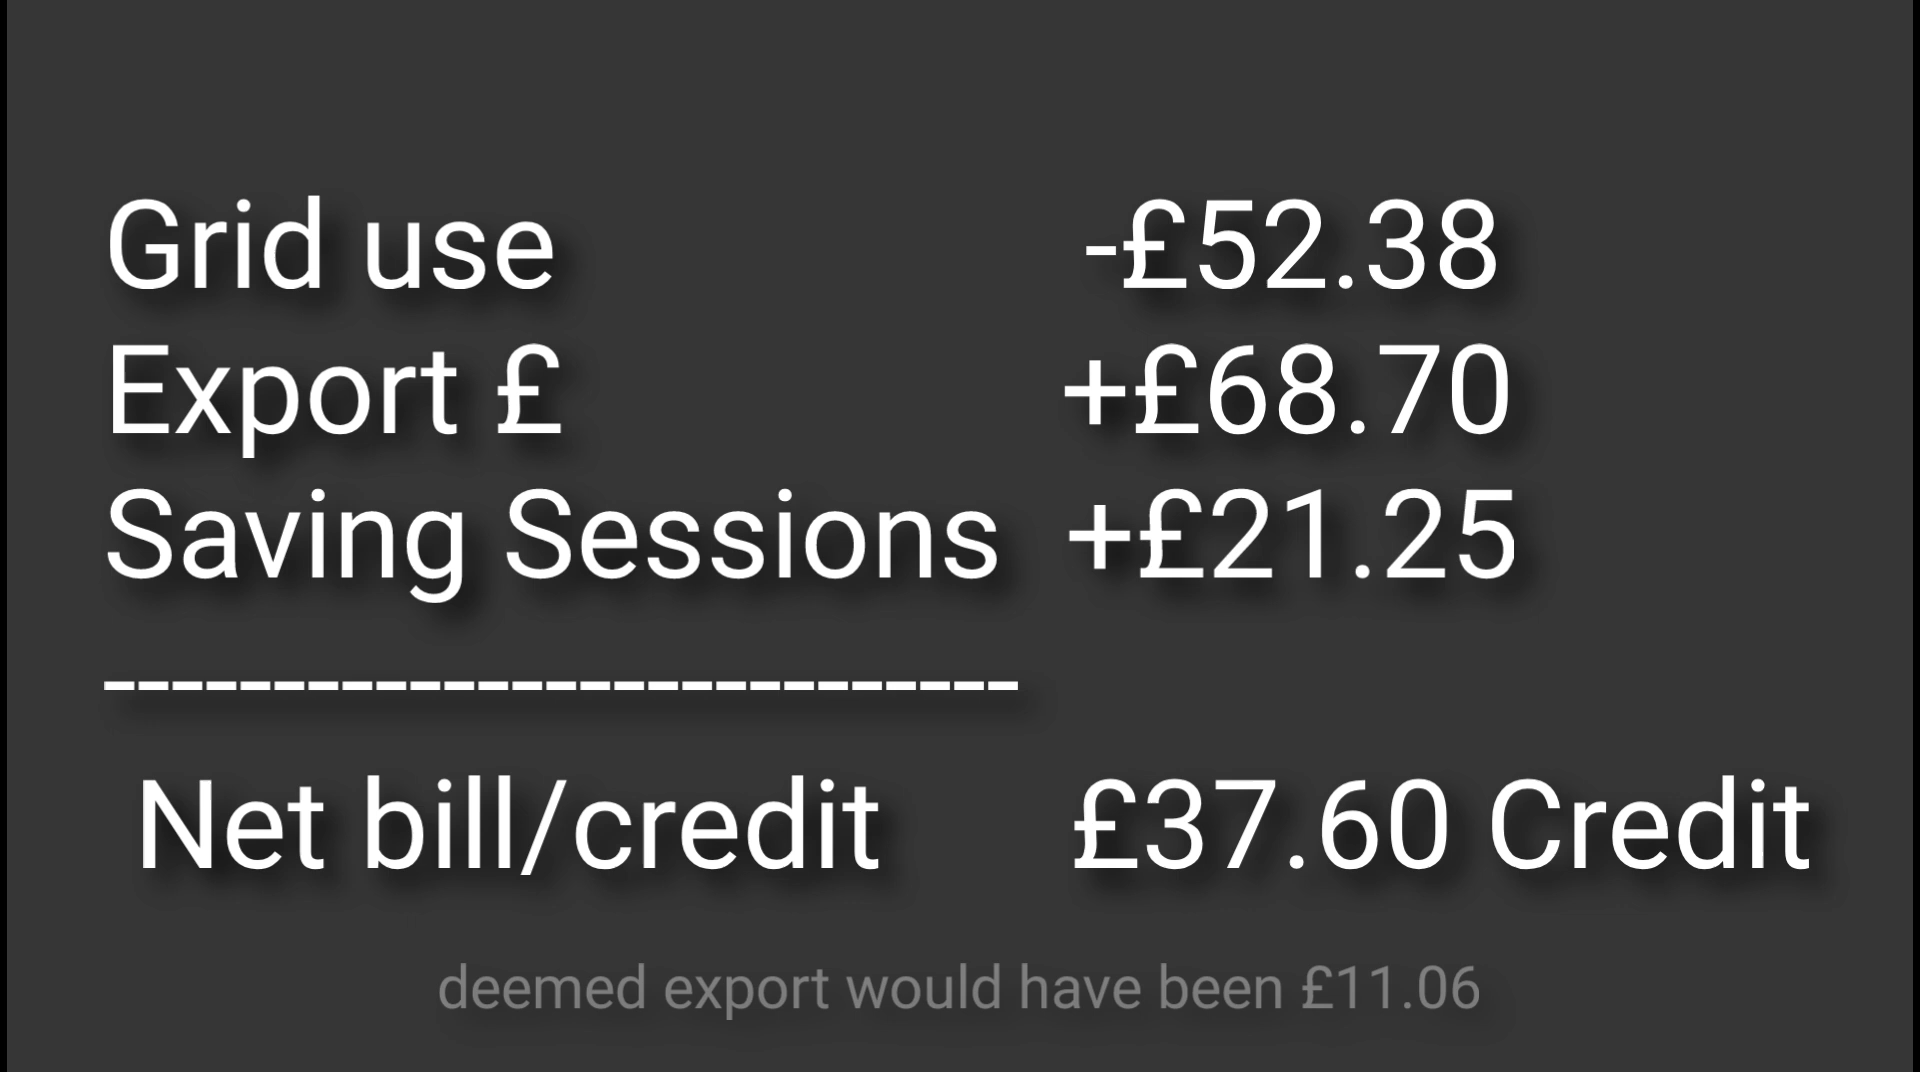 Grid use -£52.38
Export £ +£68.70
Saving Sessions +£21.25
---------------------------
Net bill/credit £37.60 Credit
deemed export would have been £11.06